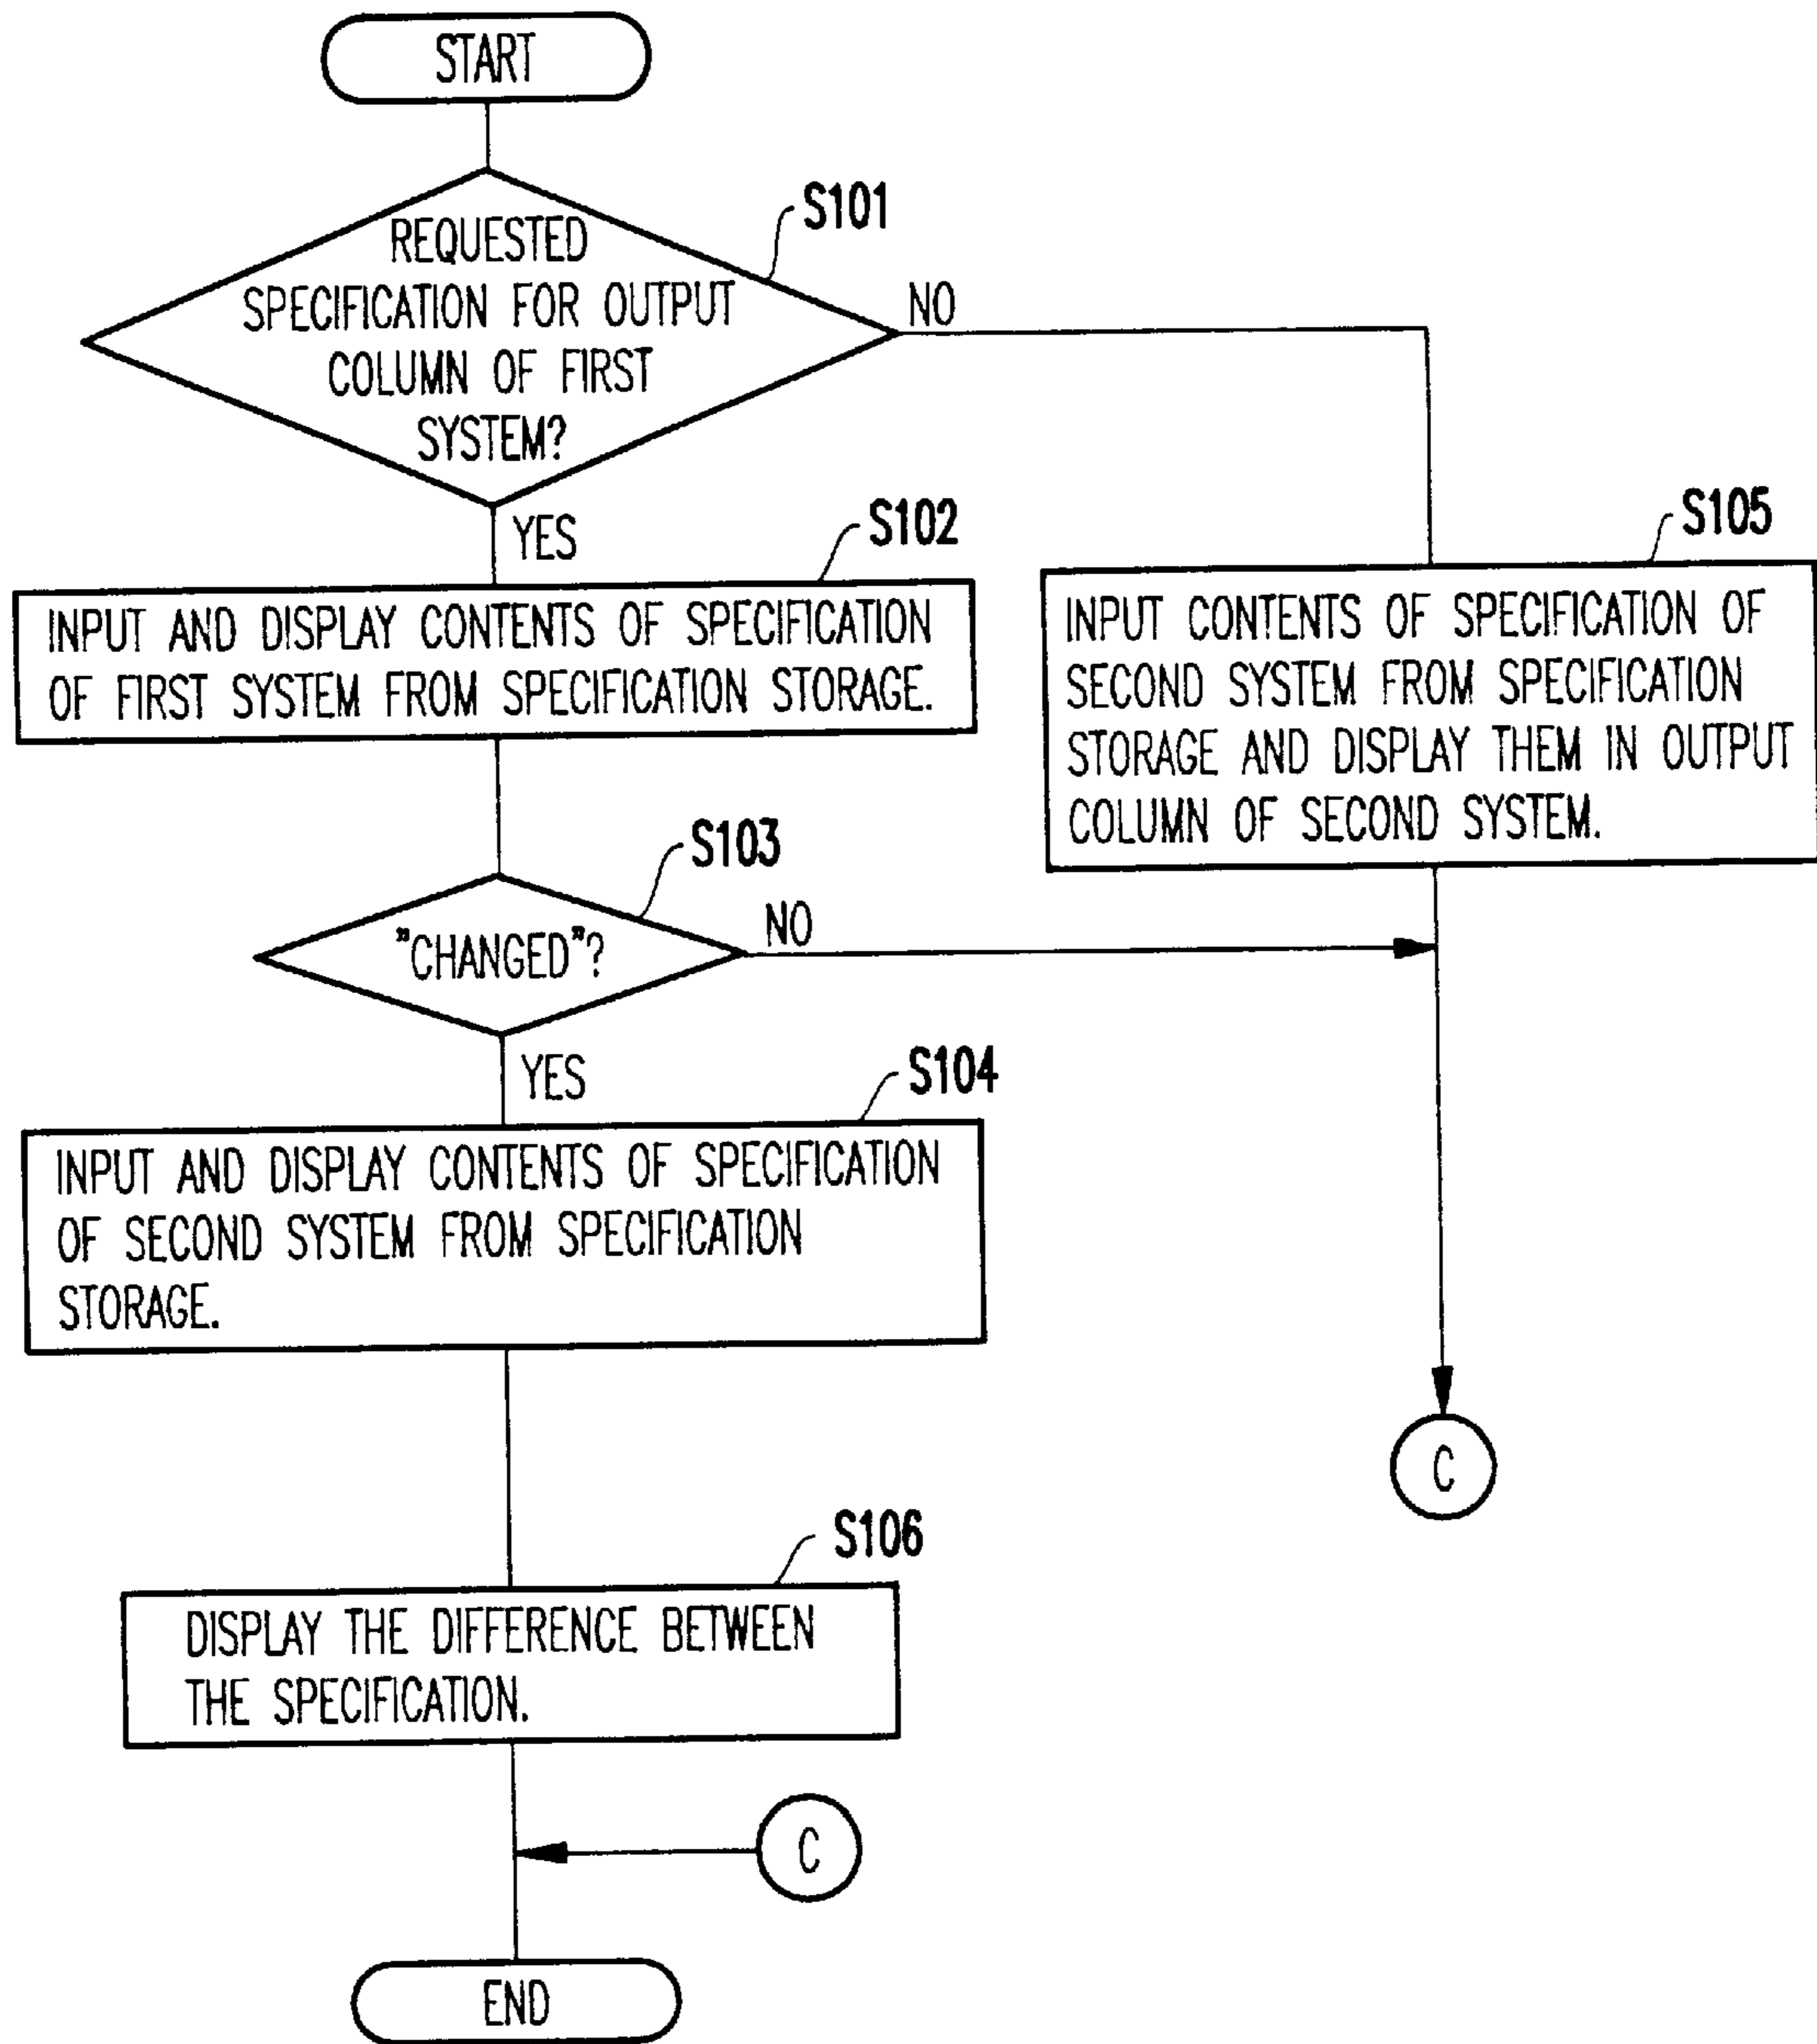 START
S101
REQUESTED
SPECIFICATION FOR OUTPUT
COLUMN OF FIRST
SYSTEM?
NO
YES
S102
INPUT AND DISPLAY CONTENTS OF SPECIFICATION
OF FIRST SYSTEM FROM SPECIFICATION STORAGE.
S105
INPUT CONTENTS OF SPECIFICATION OF
SECOND SYSTEM FROM SPECIFICATION
STORAGE AND DISPLAY THEM IN OUTPUT
COLUMN OF SECOND SYSTEM.
S103
"CHANGED"?
NO
YES
S104
INPUT AND DISPLAY CONTENTS OF SPECIFICATION
OF SECOND SYSTEM FROM SPECIFICATION
STORAGE.
C
S106
DISPLAY THE DIFFERENCE BETWEEN
THE SPECIFICATION.
C
END